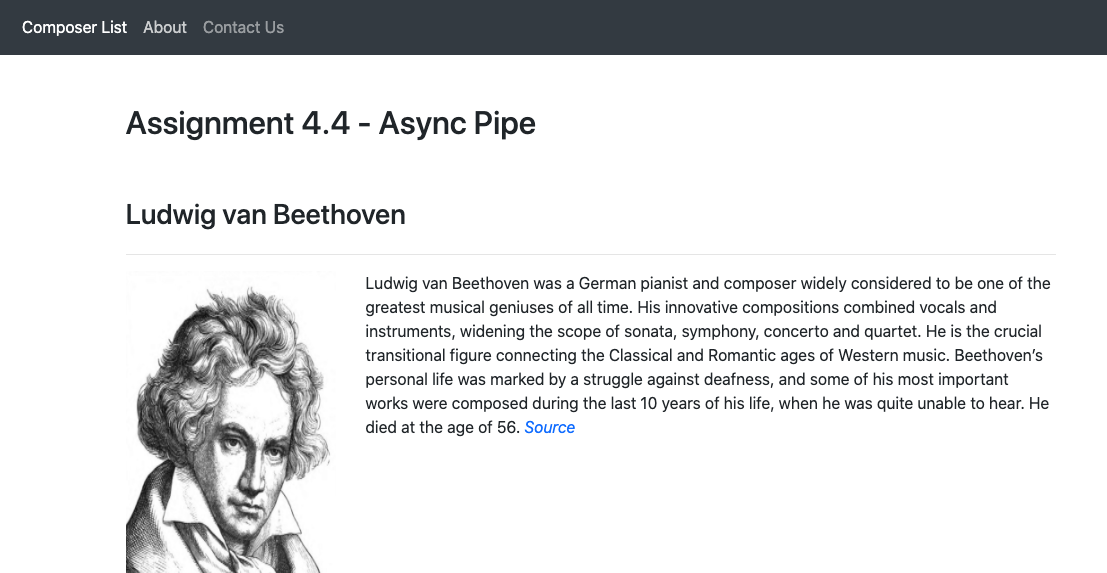 Composer List About Contact Us
Assignment 4.4 - Async Pipe
Ludwig van Beethoven
Ludwig van Beethoven was a German pianist and composer widely considered to be one of the
greatest musical geniuses of all time. His innovative compositions combined vocals and
instruments, widening the scope of sonata, symphony, concerto and quartet. He is the crucial
transitional figure connecting the Classical and Romantic ages of Western music. Beethoven’s
personal life was marked by a struggle against deafness, and some of his most important
works were composed during the last 10 years of his life, when he was quite unable to hear. He
died at the age of 56. Source